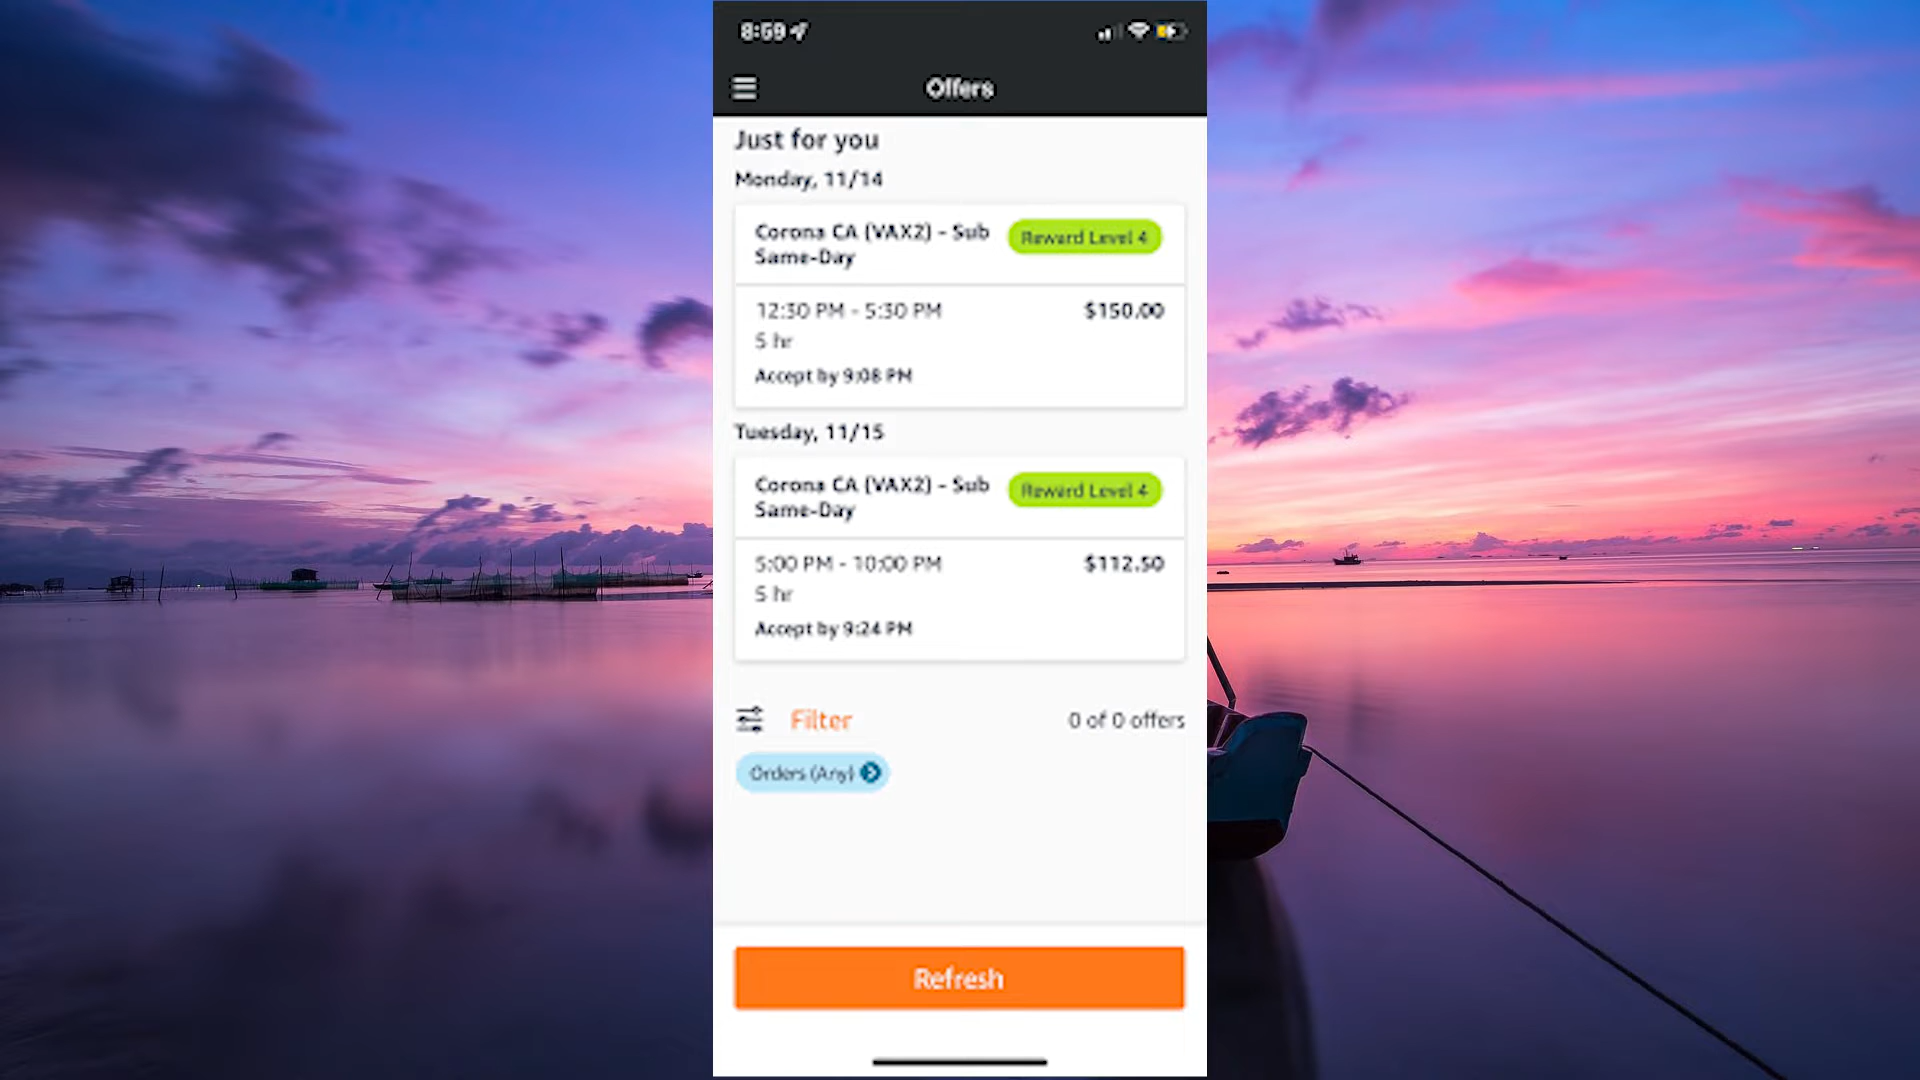 8:59
Offers
Just for you
Monday, 11/14
Corona CA (VAX2) - Sub
Same-Day
Reward Level 4
12:30 PM - 5:30 PM
$150.00
5 hr
Accept by 9:08 PM
Tuesday, 11/15
Corona CA (VAX2) - Sub
Same-Day
Reward Level 4
5:00 PM - 10:00 PM
$112.50
5 hr
Accept by 9:24 PM
Filter
0 of 0 offers
Orders (Any)
Refresh